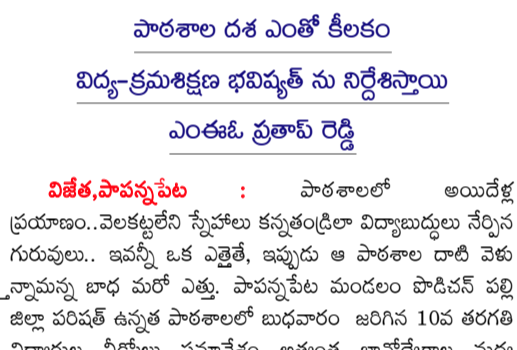 పాఠశాల దశ ఎంతో కీలకం
విద్య-క్రమశిక్షణ భవిష్యత్ ను నిర్దేశిస్తాయి
ఎంఈఓ ప్రతాప్ రెడ్డి
విజేత,పాపన్నపేట : పాఠశాలలో అయిదేళ్ల
ప్రయాణం..వెలకట్టలేని స్నేహాలు కన్నతండ్రిలా విద్యాబుద్ధులు నేర్పిన
గురువులు.. ఇవన్నీ ఒక ఎత్తైతే, ఇప్పుడు ఆ పాఠశాల దాటి వెళు
తున్నామన్న బాధ మరో ఎత్తు. పాపన్నపేట మండలం పొడిచన్ పల్లి
జిల్లా పరిషత్ ఉన్నత పాఠశాలలో బుధవారం జరిగిన 10వ తరగతి